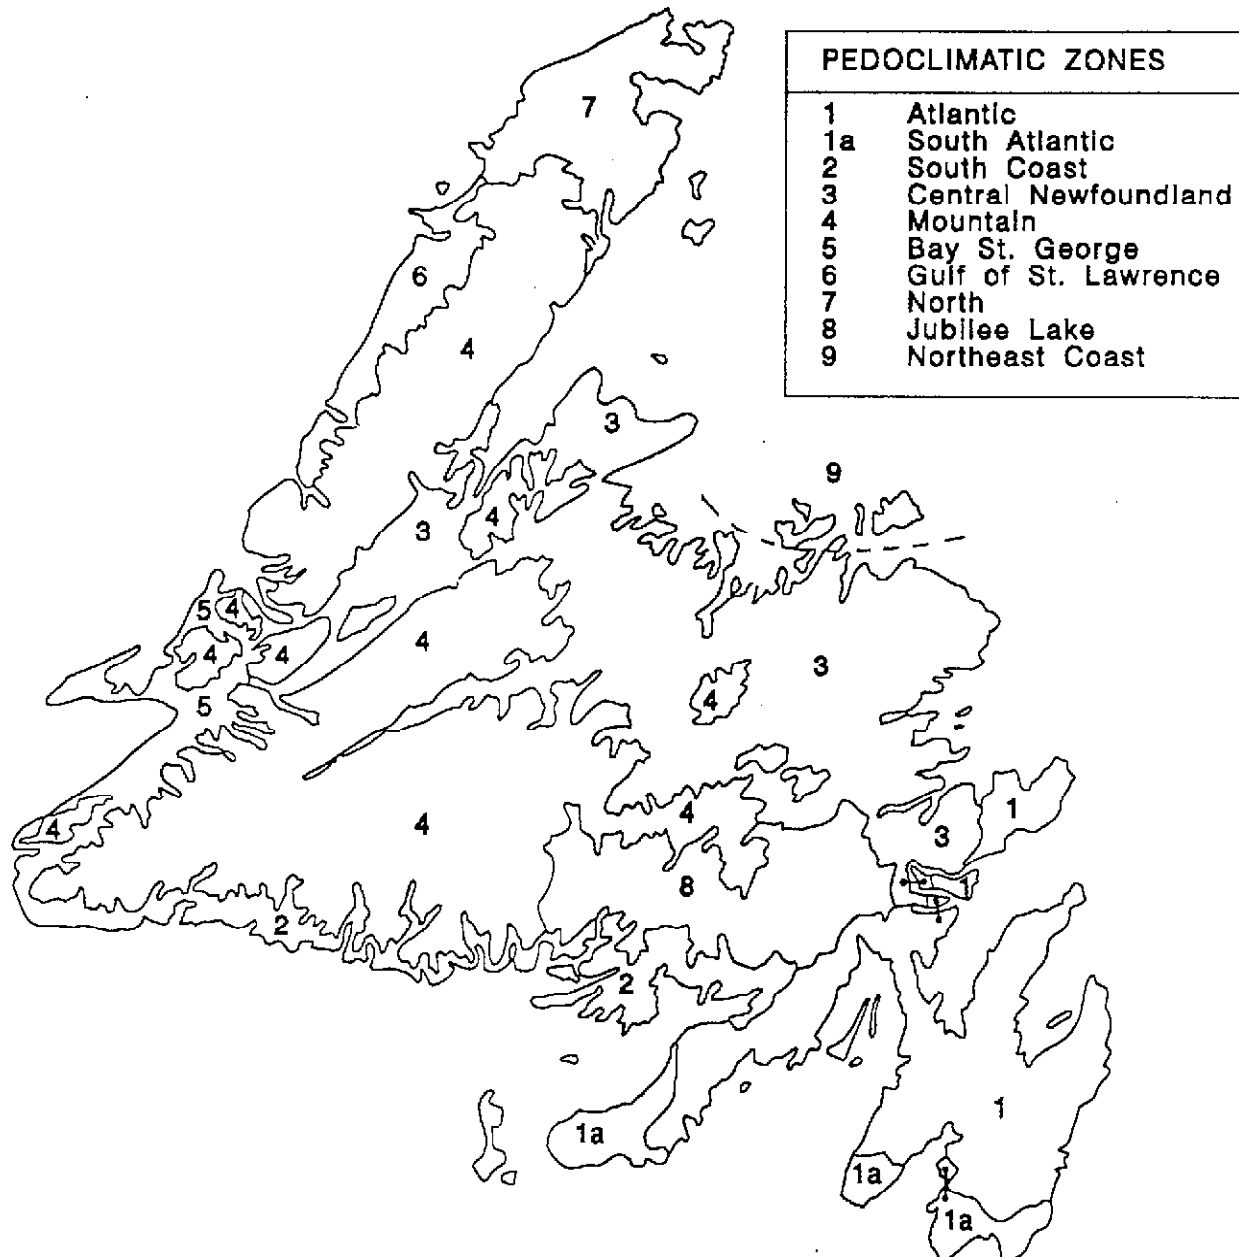 PEDOCLIMATIC ZONES
1 Atlantic
1a South Atlantic
2 South Coast
3 Central Newfoundland
4 Mountain
5 Bay St. George
6 Gulf of St. Lawrence
7 North
8 Jubilee Lake
9 Northeast Coast
7
6
4
3
9
4
3
5
4
4
4
4
3
4
5
4
4
4
1
3
8
1
2
2
1
1a
1a
1
1a